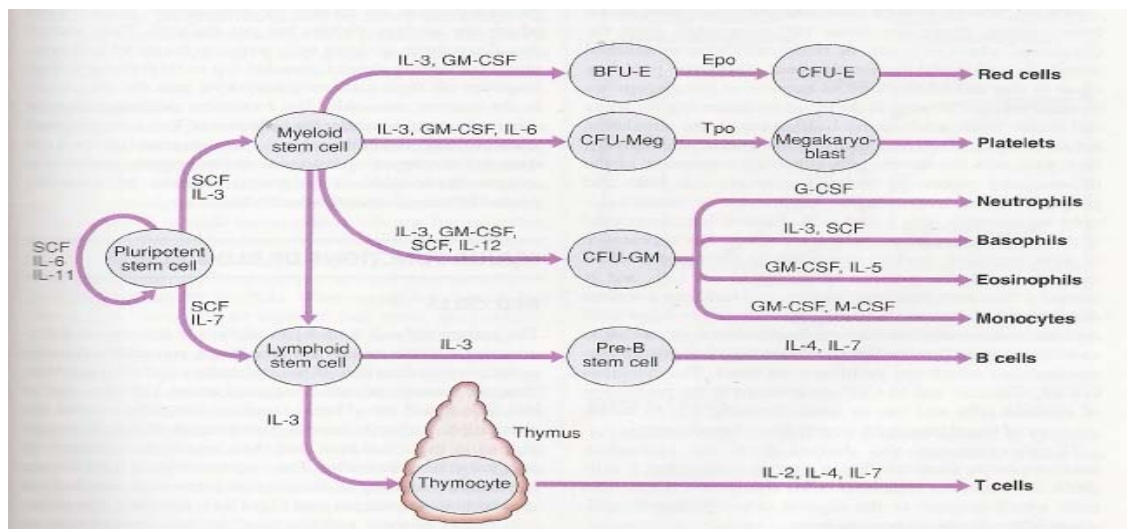 IL-3, GM-CSF
BFU-E
Epo
CFU-E
Red cells
Myeloid
stem cell
IL-3, GM-CSF, IL-6
CFU-Meg
Tpo
Megakaryo-
blast
Platelets
SCF
IL-3
G-CSF
Neutrophils
IL-3, GM-CSF,
SCF, IL-12
CFU-GM
IL-3, SCF
Basophils
SCF
IL-6
IL-11
Pluripotent
stem cell
GM-CSF, IL-5
Eosinophils
GM-CSF, M-CSF
Monocytes
SCF
IL-7
Lymphoid
stem cell
IL-3
Pre-B
stem cell
IL-4, IL-7
B cells
IL-3
Thymus
Thymocyte
IL-2, IL-4, IL-7
T cells